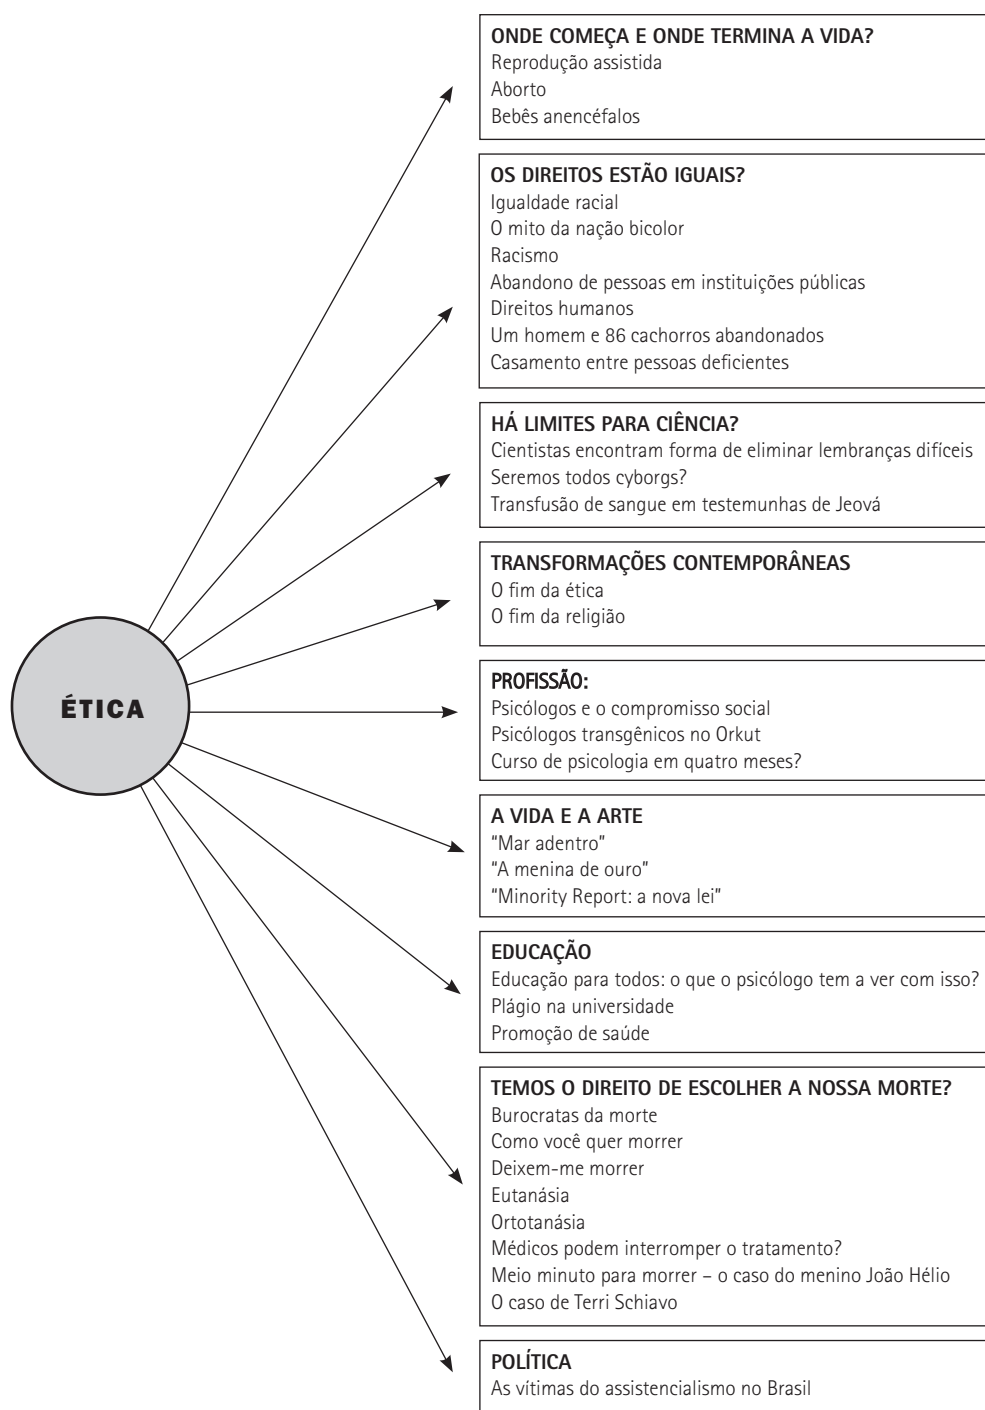 ONDE COMEÇA E ONDE TERMINA A VIDA?
Reprodução assistida
Aborto
Bebês anencéfalos
OS DIREITOS ESTÃO IGUAIS?
Igualdade racial
O mito da nação bicolor
Racismo
Abandono de pessoas em instituições públicas
Direitos humanos
Um homem e 86 cachorros abandonados
Casamento entre pessoas deficientes
HÁ LIMITES PARA CIÊNCIA?
Cientistas encontram forma de eliminar lembranças difíceis
Seremos todos cyborgs?
Transfusão de sangue em testemunhas de Jeová
TRANSFORMAÇÕES CONTEMPORÂNEAS
O fim da ética
O fim da religião
ÉTICA
PROFISSÃO:
Psicólogos e o compromisso social
Psicólogos transgênicos no Orkut
Curso de psicologia em quatro meses?
A VIDA E A ARTE
"Mar adentro"
"A menina de ouro"
"Minority Report: a nova lei"
EDUCAÇÃO
Educação para todos: o que o psicólogo tem a ver com isso?
Plágio na universidade
Promoção de saúde
TEMOS O DIREITO DE ESCOLHER A NOSSA MORTE?
Burocratas da morte
Como você quer morrer
Deixem-me morrer
Eutanásia
Ortotanásia
Médicos podem interromper o tratamento?
Meio minuto para morrer – o caso do menino João Hélio
O caso de Terri Schiavo
POLÍTICA
As vítimas do assistencialismo no Brasil